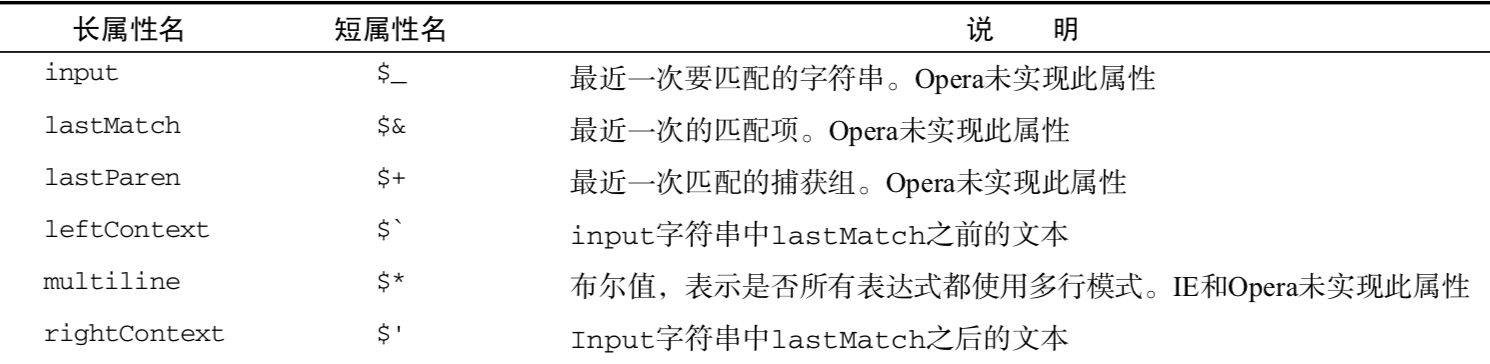 长属性名 短属性名 说 明
input $_ 最近一次要匹配的字符串。Opera未实现此属性
lastMatch $& 最近一次的匹配项。Opera未实现此属性
lastParen $+ 最近一次匹配的捕获组。Opera未实现此属性
leftContext $` input字符串中lastMatch之前的文本
multiline $* 布尔值，表示是否所有表达式都使用多行模式。IE和Opera未实现此属性
rightContext $' Input字符串中lastMatch之后的文本